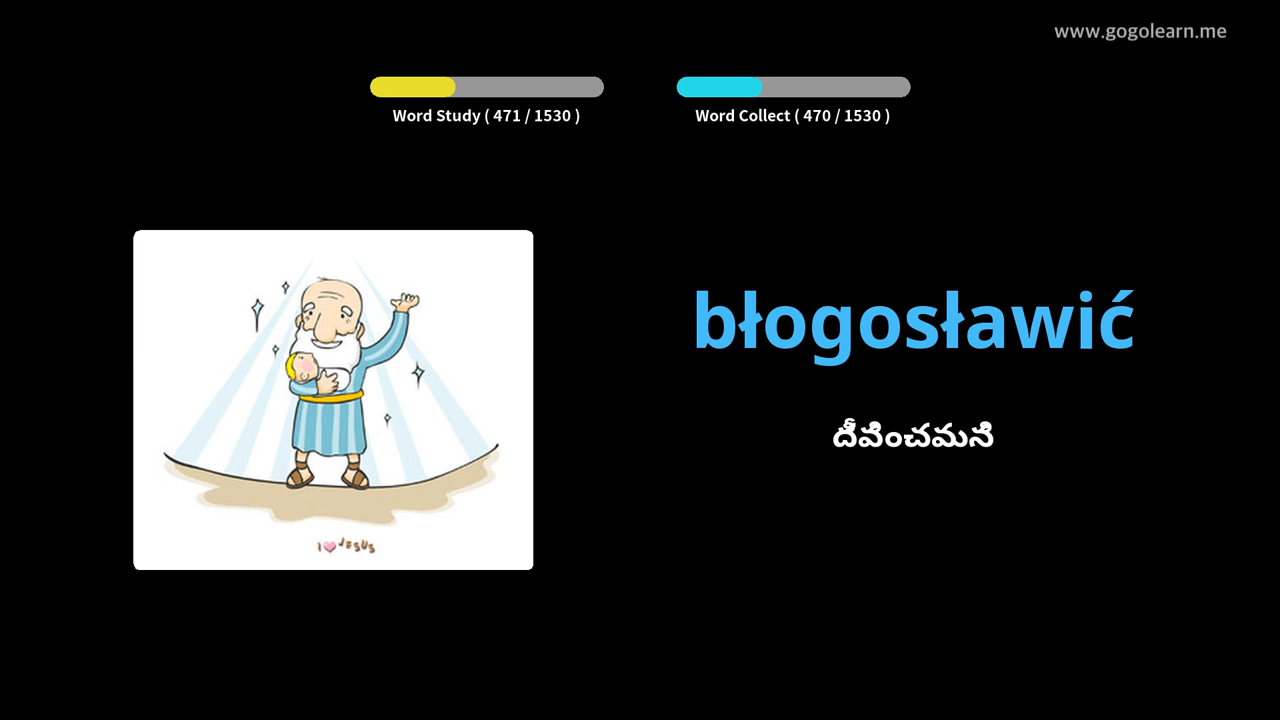 www.gogolearn.me
Word Study ( 471 / 1530 )
Word Collect ( 470 / 1530 )
błogosławić
దీవించమని
I JESUS